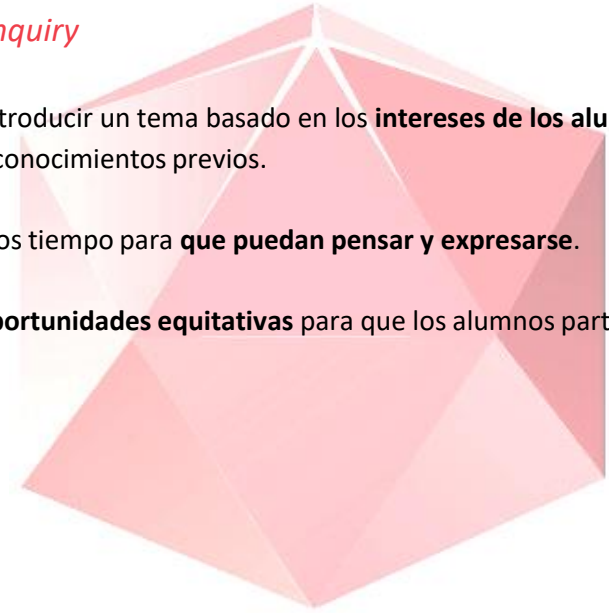 nquiry
troducir un tema basado en los intereses de los alu
conocimientos previos.
os tiempo para que puedan pensar y expresarse.
portunidades equitativas para que los alumnos part